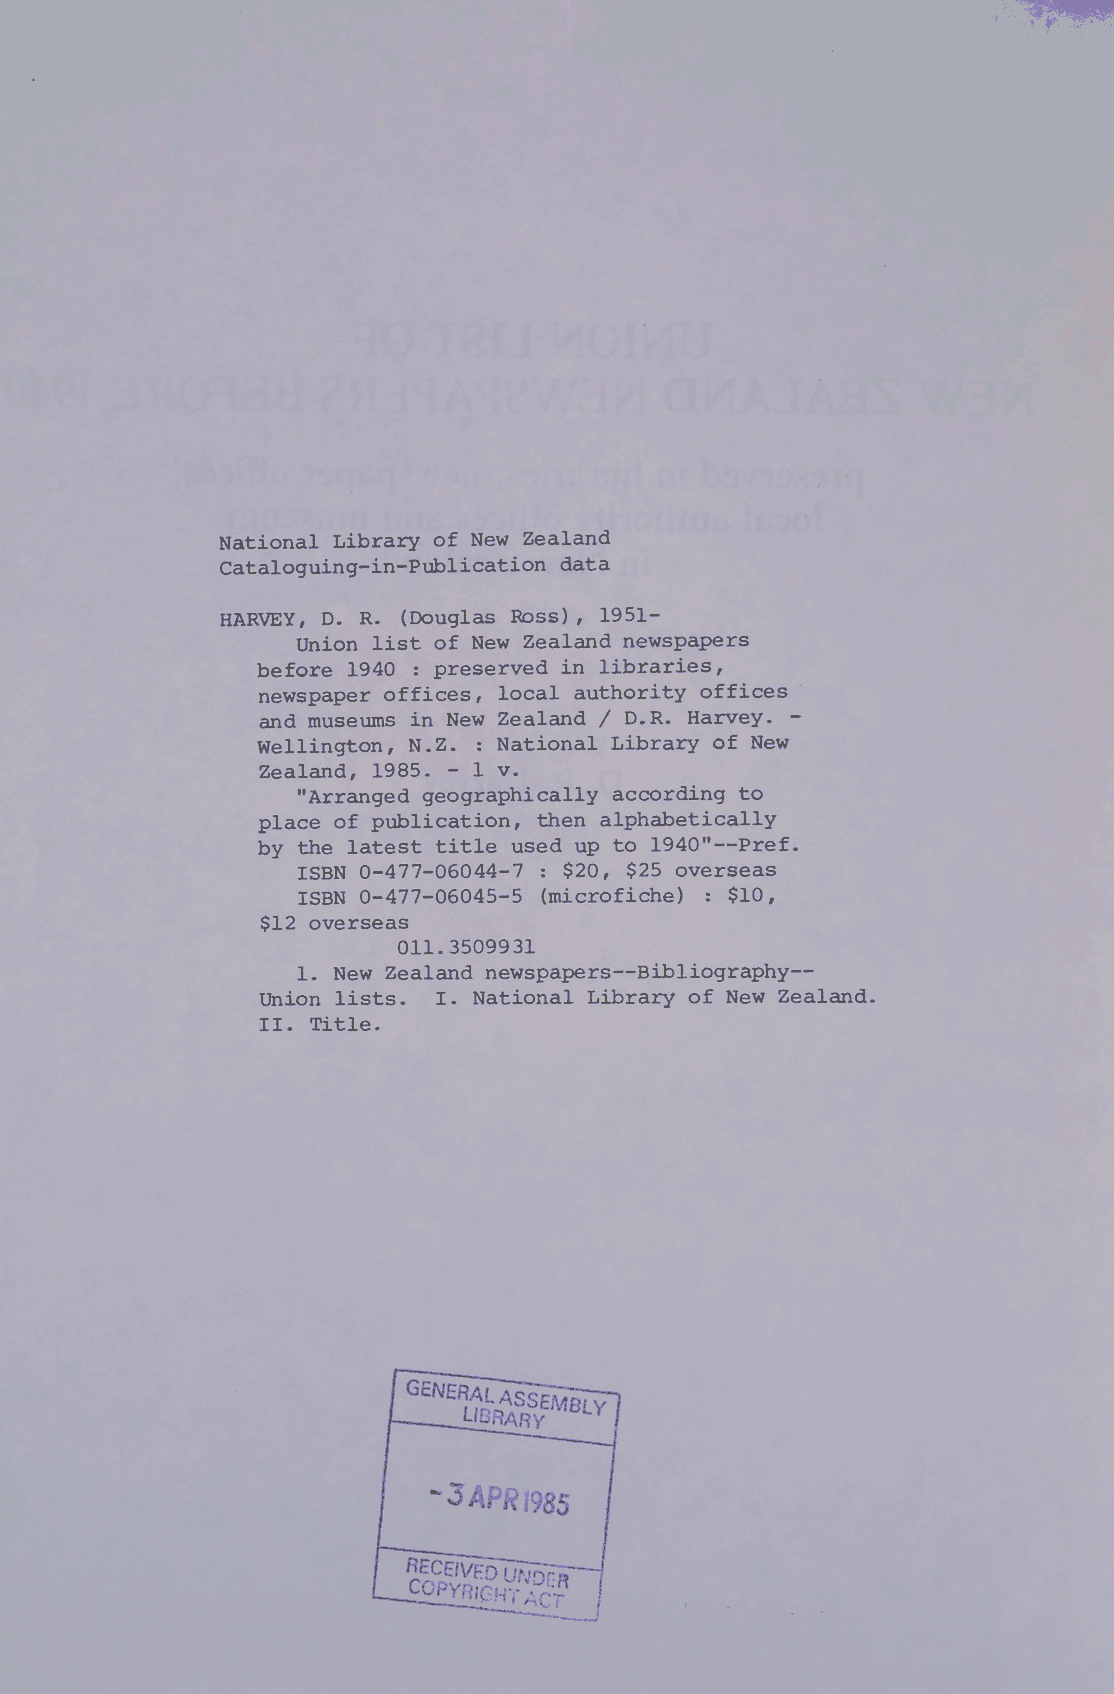 National Library of New Zealand
Cataloguing-in-Publication data
HARVEY, D. R. (Douglas Ross), 1951-
Union list of New Zealand newspapers
before 1940 : preserved in libraries,
newspaper offices, local authority offices
and museums in New Zealand / D.R. Harvey. -
Wellington, N.Z. : National Library of New
Zealand, 1985. - 1 v.
"Arranged geographically according to
place of publication, then alphabetically
by the latest title used up to 1940"--Pref.
ISBN 0-477-06044-7 : $20, $25 overseas
ISBN 0-477-06045-5 (microfiche) : $10,
$12 overseas
011.3509931
1. New Zealand newspapers--Bibliography--
Union lists. I. National Library of New Zealand.
II. Title.
GENERAL ASSEMBLY
LIBRARY
-3 APR 1985
RECEIVED UNDER
COPYRIGHT ACT